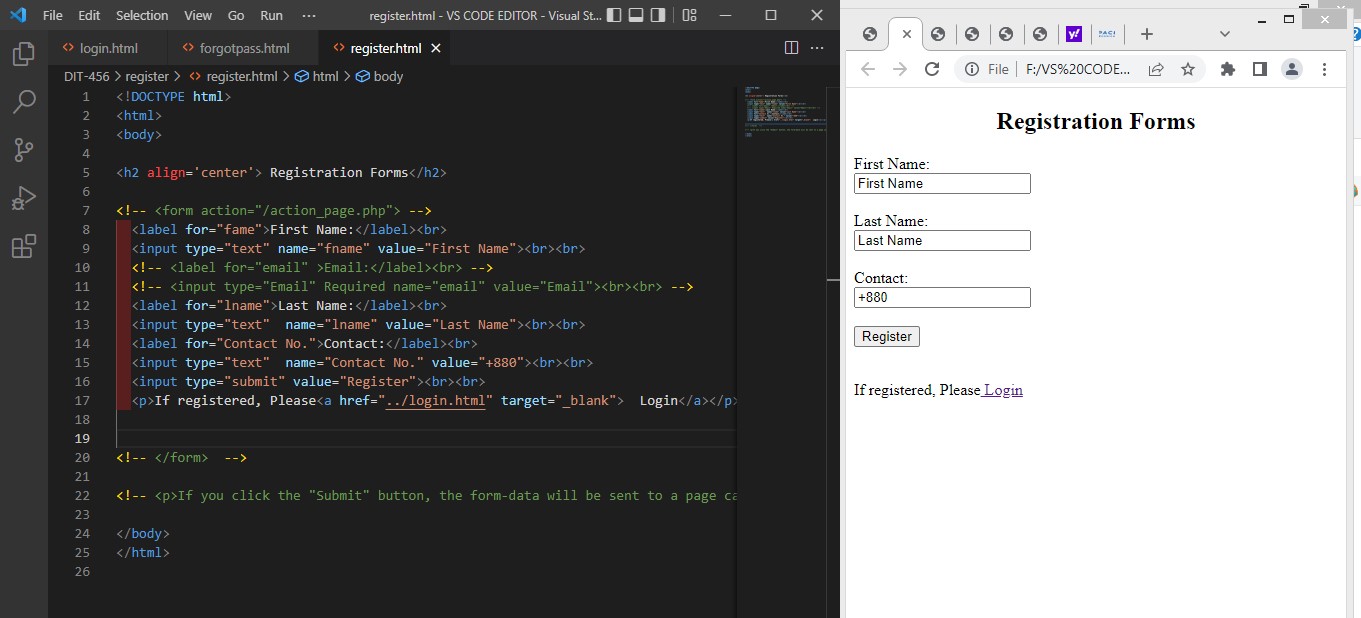 File Edit Selection View Go Run ··· register.html - VS CODE EDITOR - Visual St...
login.html forgotpass.html register.html
DIT-456 > register > register.html > html > body
1 <!DOCTYPE html>
2 <html>
3 <body>
4
5 <h2 align='center'> Registration Forms</h2>
6
7 <!-- <form action="/action_page.php"> -->
8 <label for="fame">First Name:</label><br>
9 <input type="text" name="fname" value="First Name"><br><br>
10 <!-- <label for="email" >Email:</label><br> -->
11 <!-- <input type="Email" Required name="email" value="Email"><br><br> -->
12 <label for="lname">Last Name:</label><br>
13 <input type="text"  name="lname" value="Last Name"><br><br>
14 <label for="Contact No.">Contact:</label><br>
15 <input type="text"  name="Contact No." value="+880"><br><br>
16 <input type="submit" value="Register"><br><br>
17 <p>If registered, Please<a href="../login.html" target="_blank">  Login</a></p>
18
19
20 <!-- </form>  -->
21
22 <!-- <p>If you click the "Submit" button, the form-data will be sent to a page ca
23
24 </body>
25 </html>
26
y!
PACI
File F:/VS%20CODE...
Registration Forms
First Name:
First Name
Last Name:
Last Name
Contact:
+880
Register
If registered, Please Login